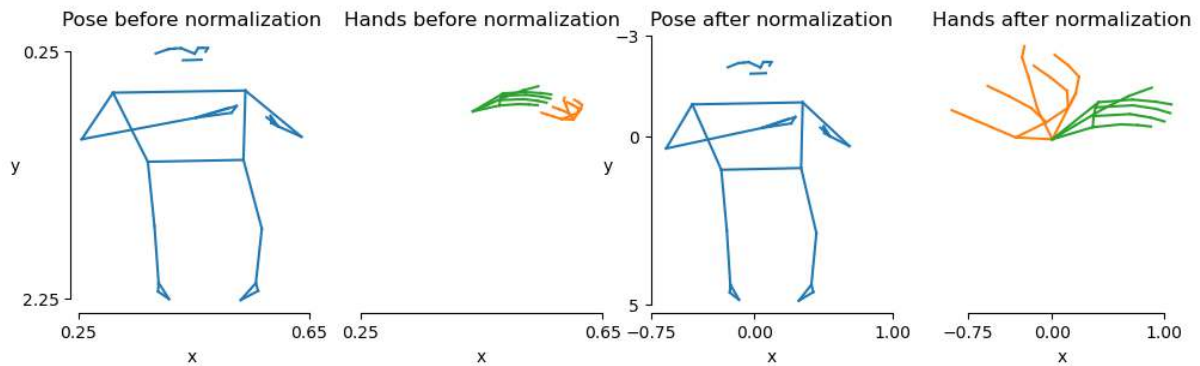 Pose before normalization
Hands before normalization
Pose after normalization
Hands after normalization
0.25
y
2.25
0.25
0.65
x
0.25
0.65
x
−3
0
y
5
−0.75
0.00
1.00
x
−0.75
0.00
1.00
x